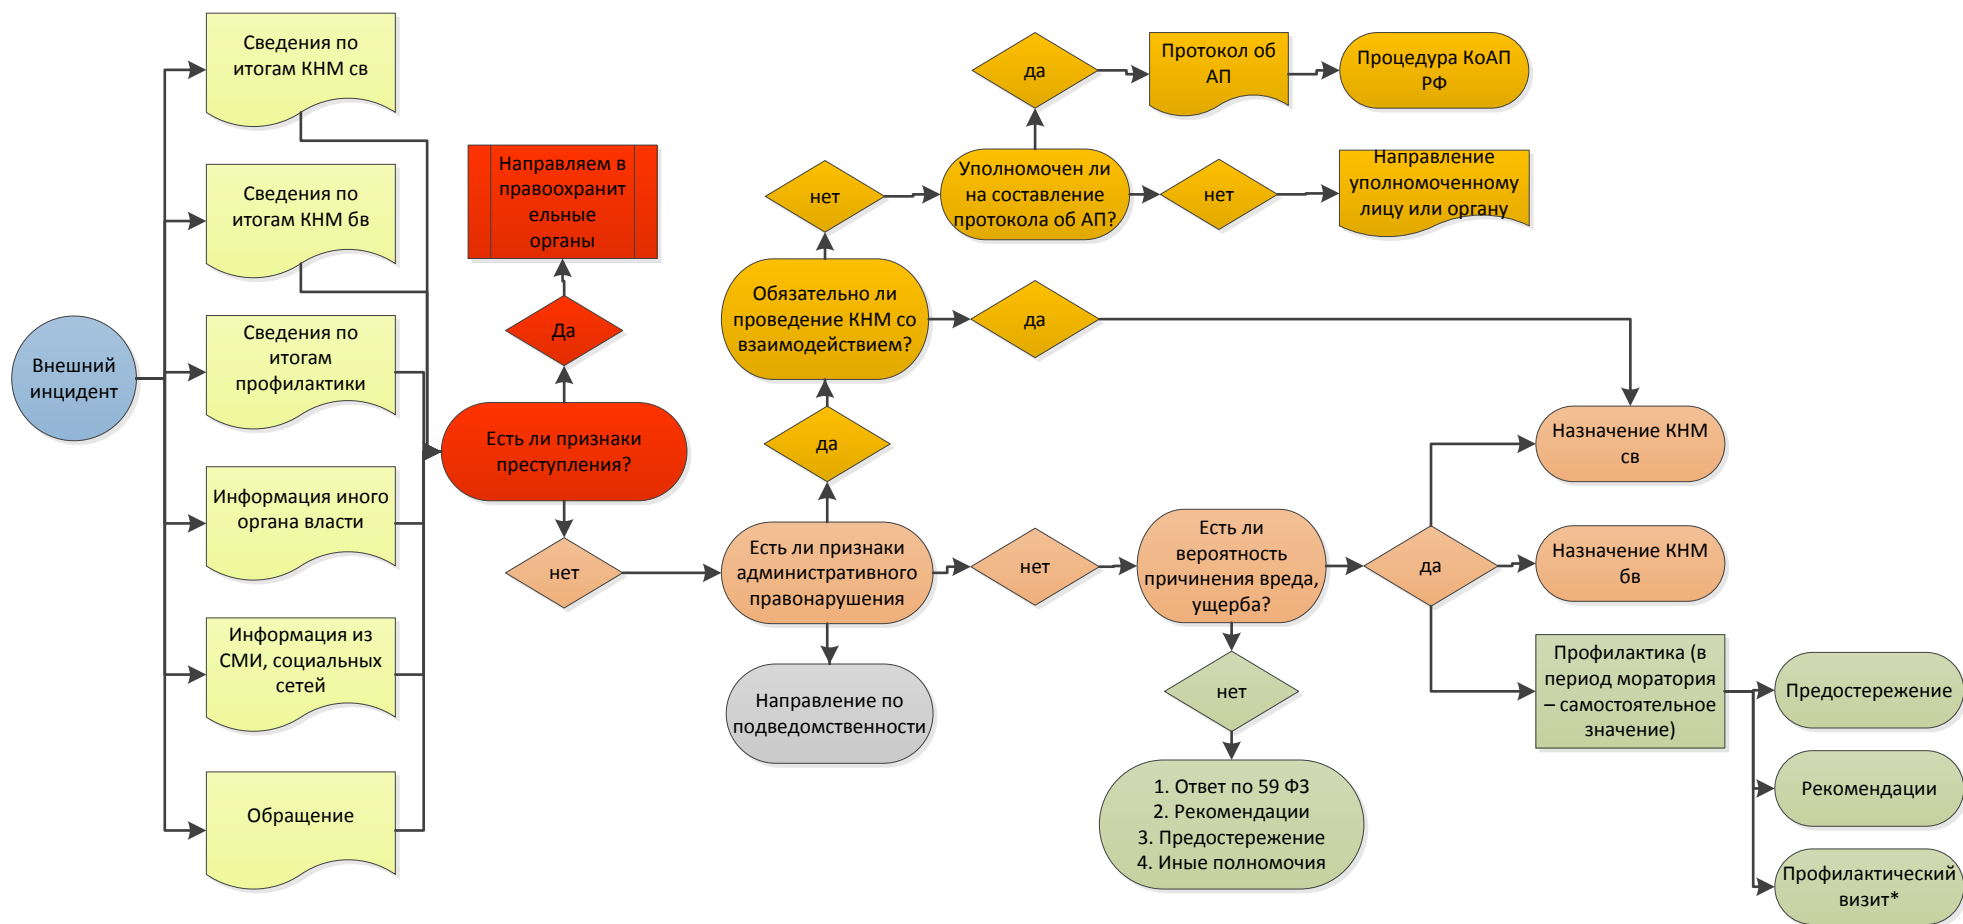 Внешний
инцидент
Сведения по
итогам КНМ св
Сведения по
итогам КНМ бв
Сведения по
итогам
профилактики
Информация иного
органа власти
Информация из
СМИ, социальных
сетей
Обращение
Направляем в
правоохранит
ельные
органы
Да
Есть ли признаки
преступления?
нет
Есть ли признаки
административного
правонарушения
Направление по
подведомственности
да
Обязательно ли
проведение КНМ со
взаимодействием?
нет
да
Уполномочен ли
на составление
протокола об АП?
да
Протокол об
АП
Процедура КоАП
РФ
нет
Направление
уполномоченному
лицу или органу
нет
Есть ли
вероятность
причинения вреда,
ущерба?
нет
1. Ответ по 59 ФЗ
2. Рекомендации
3. Предостережение
4. Иные полномочия
да
Назначение КНМ
св
Назначение КНМ
бв
Профилактика (в
период моратория
– самостоятельное
значение)
Предостережение
Рекомендации
Профилактический
визит*